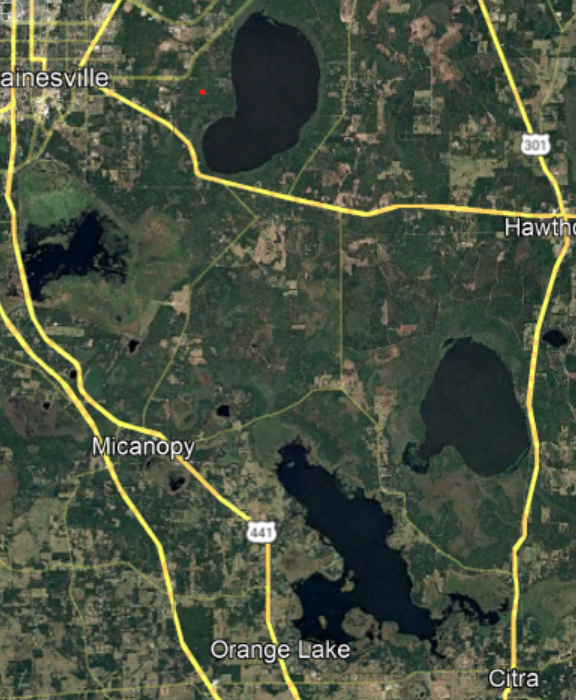 ainesville
301
Hawtho
Micanopy
441
Orange Lake
Citra